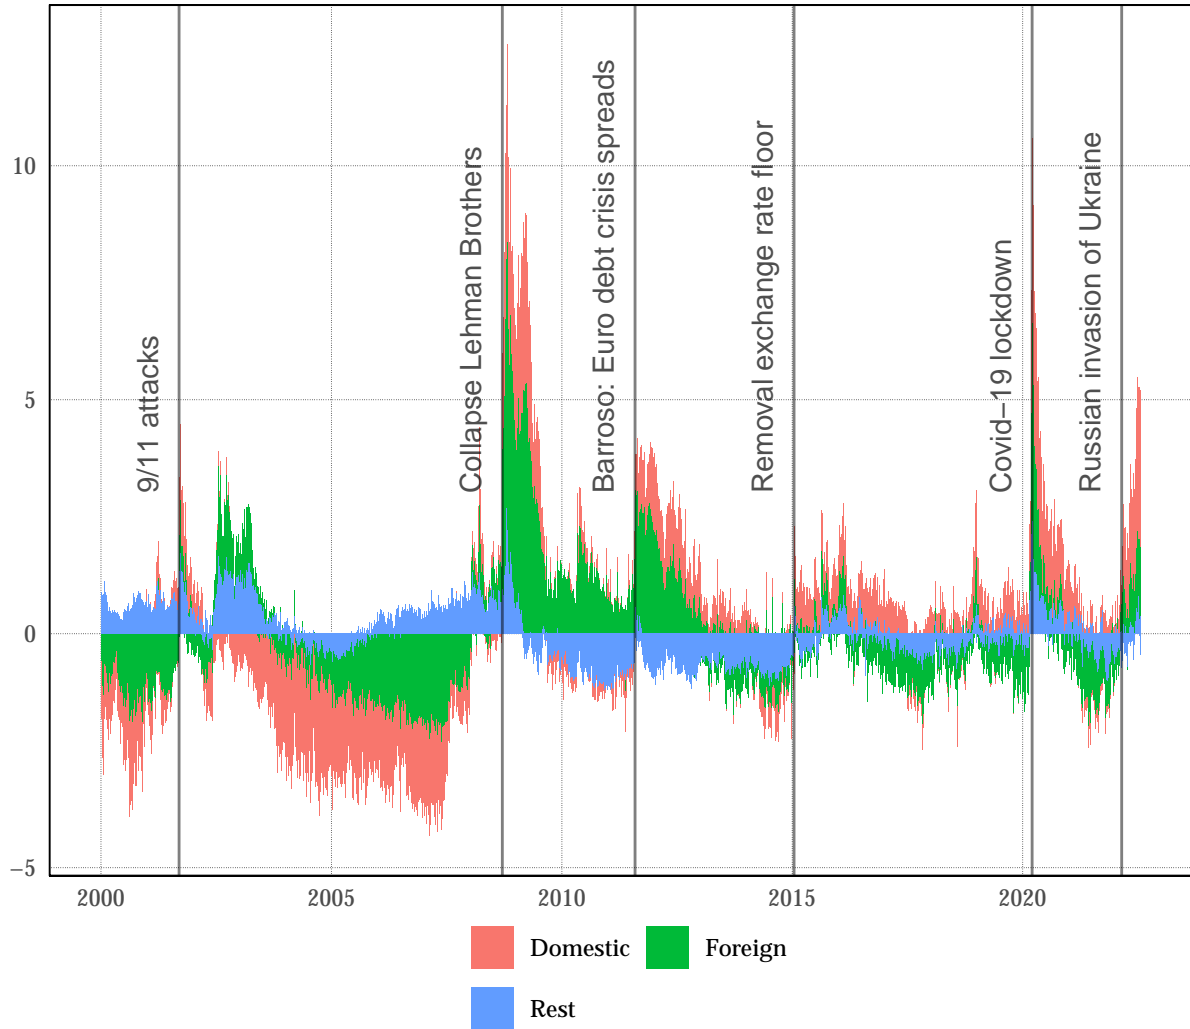 10
5
0
−5
9/11 attacks
Collapse Lehman Brothers
Barroso: Euro debt crisis spreads
Removal exchange rate floor
Covid−19 lockdown
Russian invasion of Ukraine
2000 2005 2010 2015 2020
Domestic Foreign
Rest